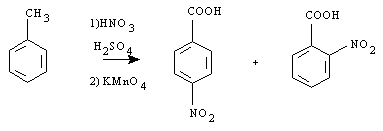 CH₃
1)HNO₃
H₂SO₄
2) KMnO₄
COOH
NO₂
+
COOH
NO₂